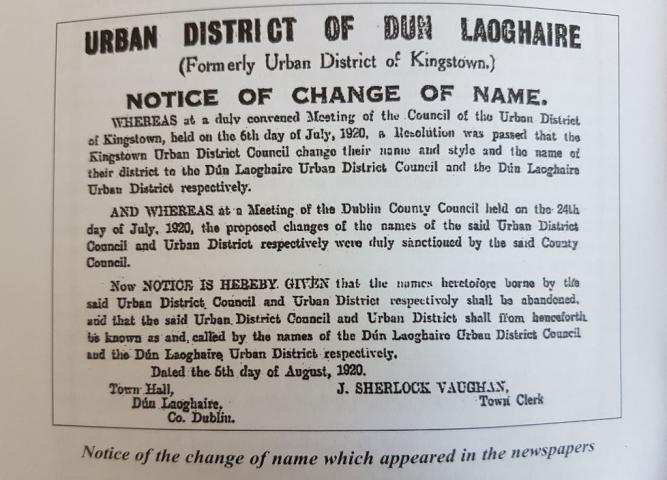 URBAN DISTRICT OF DUN LAOGHAIRE
(Formerly Urban District of Kingstown.)
NOTICE OF CHANGE OF NAME.
WHEREAS at a duly convened Meeting of the Council of the Urban District
of Kingstown, held on the 6th day of July, 1920, a Resolution was passed that the
Kingstown Urban District Council change their name and style and the name of
their district to the Dún Laoghaire Urban District Council and the Dún Laoghaire
Urban District respectively.
AND WHEREAS at a Meeting of the Dublin County Council held on the 24th
day of July, 1920, the proposed changes of the names of the said Urban District
Council and Urban District respectively were duly sanctioned by the said County
Council.
Now NOTICE IS HEREBY GIVEN that the names heretofore borne by the
said Urban District Council and Urban District respectively shall be abandoned,
and that the said Urban District Council and Urban District shall from henceforth
be known as and called by the names of the Dún Laoghaire Urban District Council
and the Dún Laoghaire Urban District respectively.
Dated the 5th day of August, 1920.
Town Hall, J. SHERLOCK VAUGHAN,
Dún Laoghaire, Town Clerk
Co. Dublin.
Notice of the change of name which appeared in the newspapers